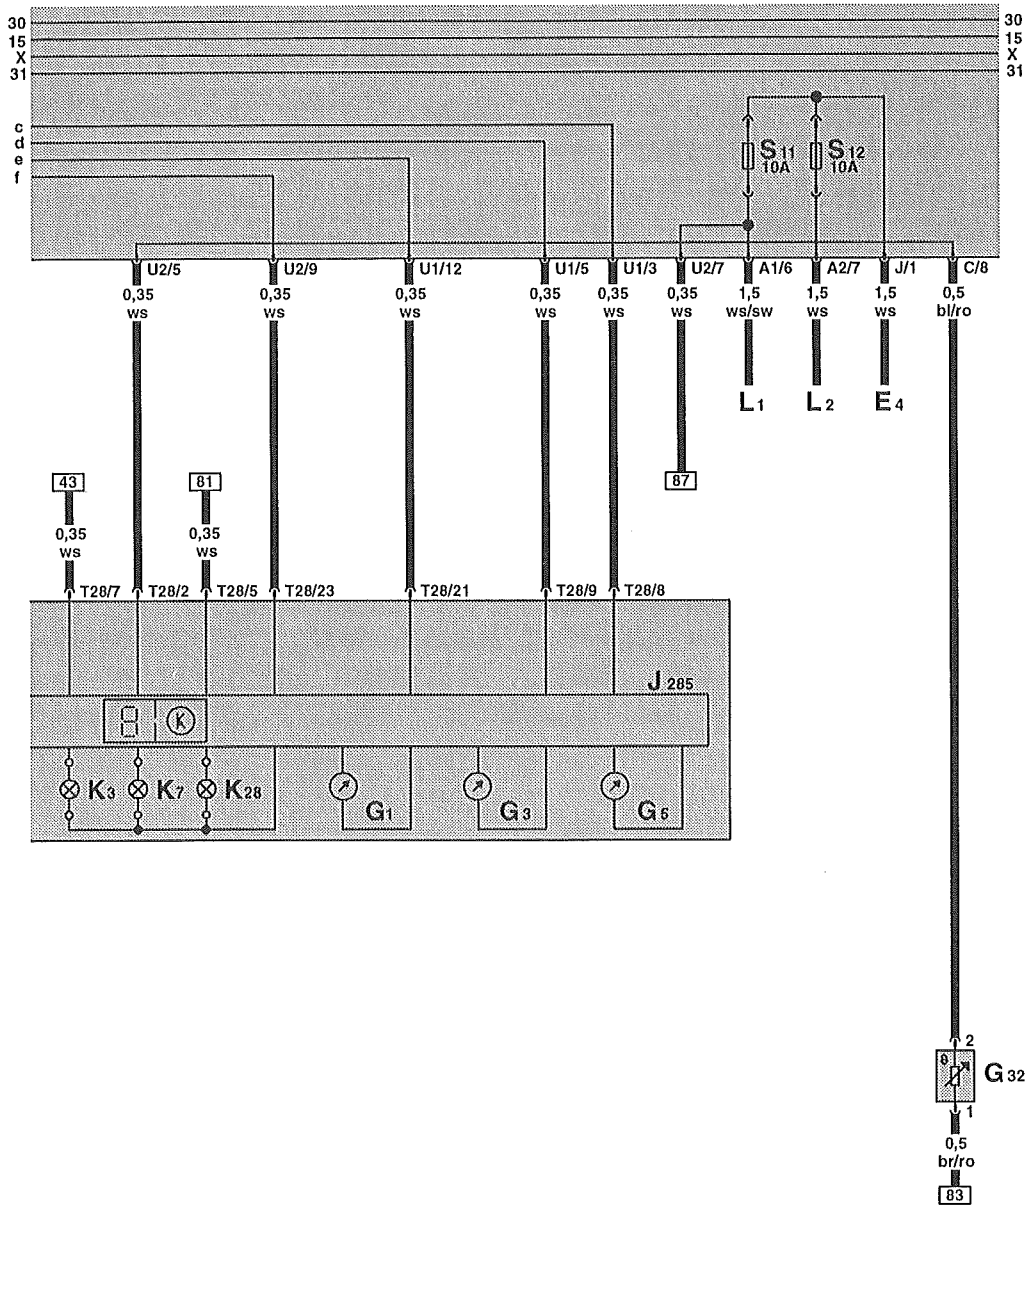 30 30
15 15
X X
31 31
c
d
e
f
S11 S12
10A 10A
U2/5 U2/9 U1/12 U1/5 U1/3 U2/7 A1/6 A2/7 J/1 C/8
0,35 0,35 0,35 0,35 0,35 0,35 1,5 1,5 1,5 0,5
ws ws ws ws ws ws ws/sw ws ws bl/ro
L1 L2 E4
43 81 87
0,35 0,35
ws ws
T28/7 T28/2 T28/5 T28/23 T28/21 T28/9 T28/8
J285
8 K
K3 K7 K28
G1 G3 G5
2
G32
1
0,5
br/ro
83